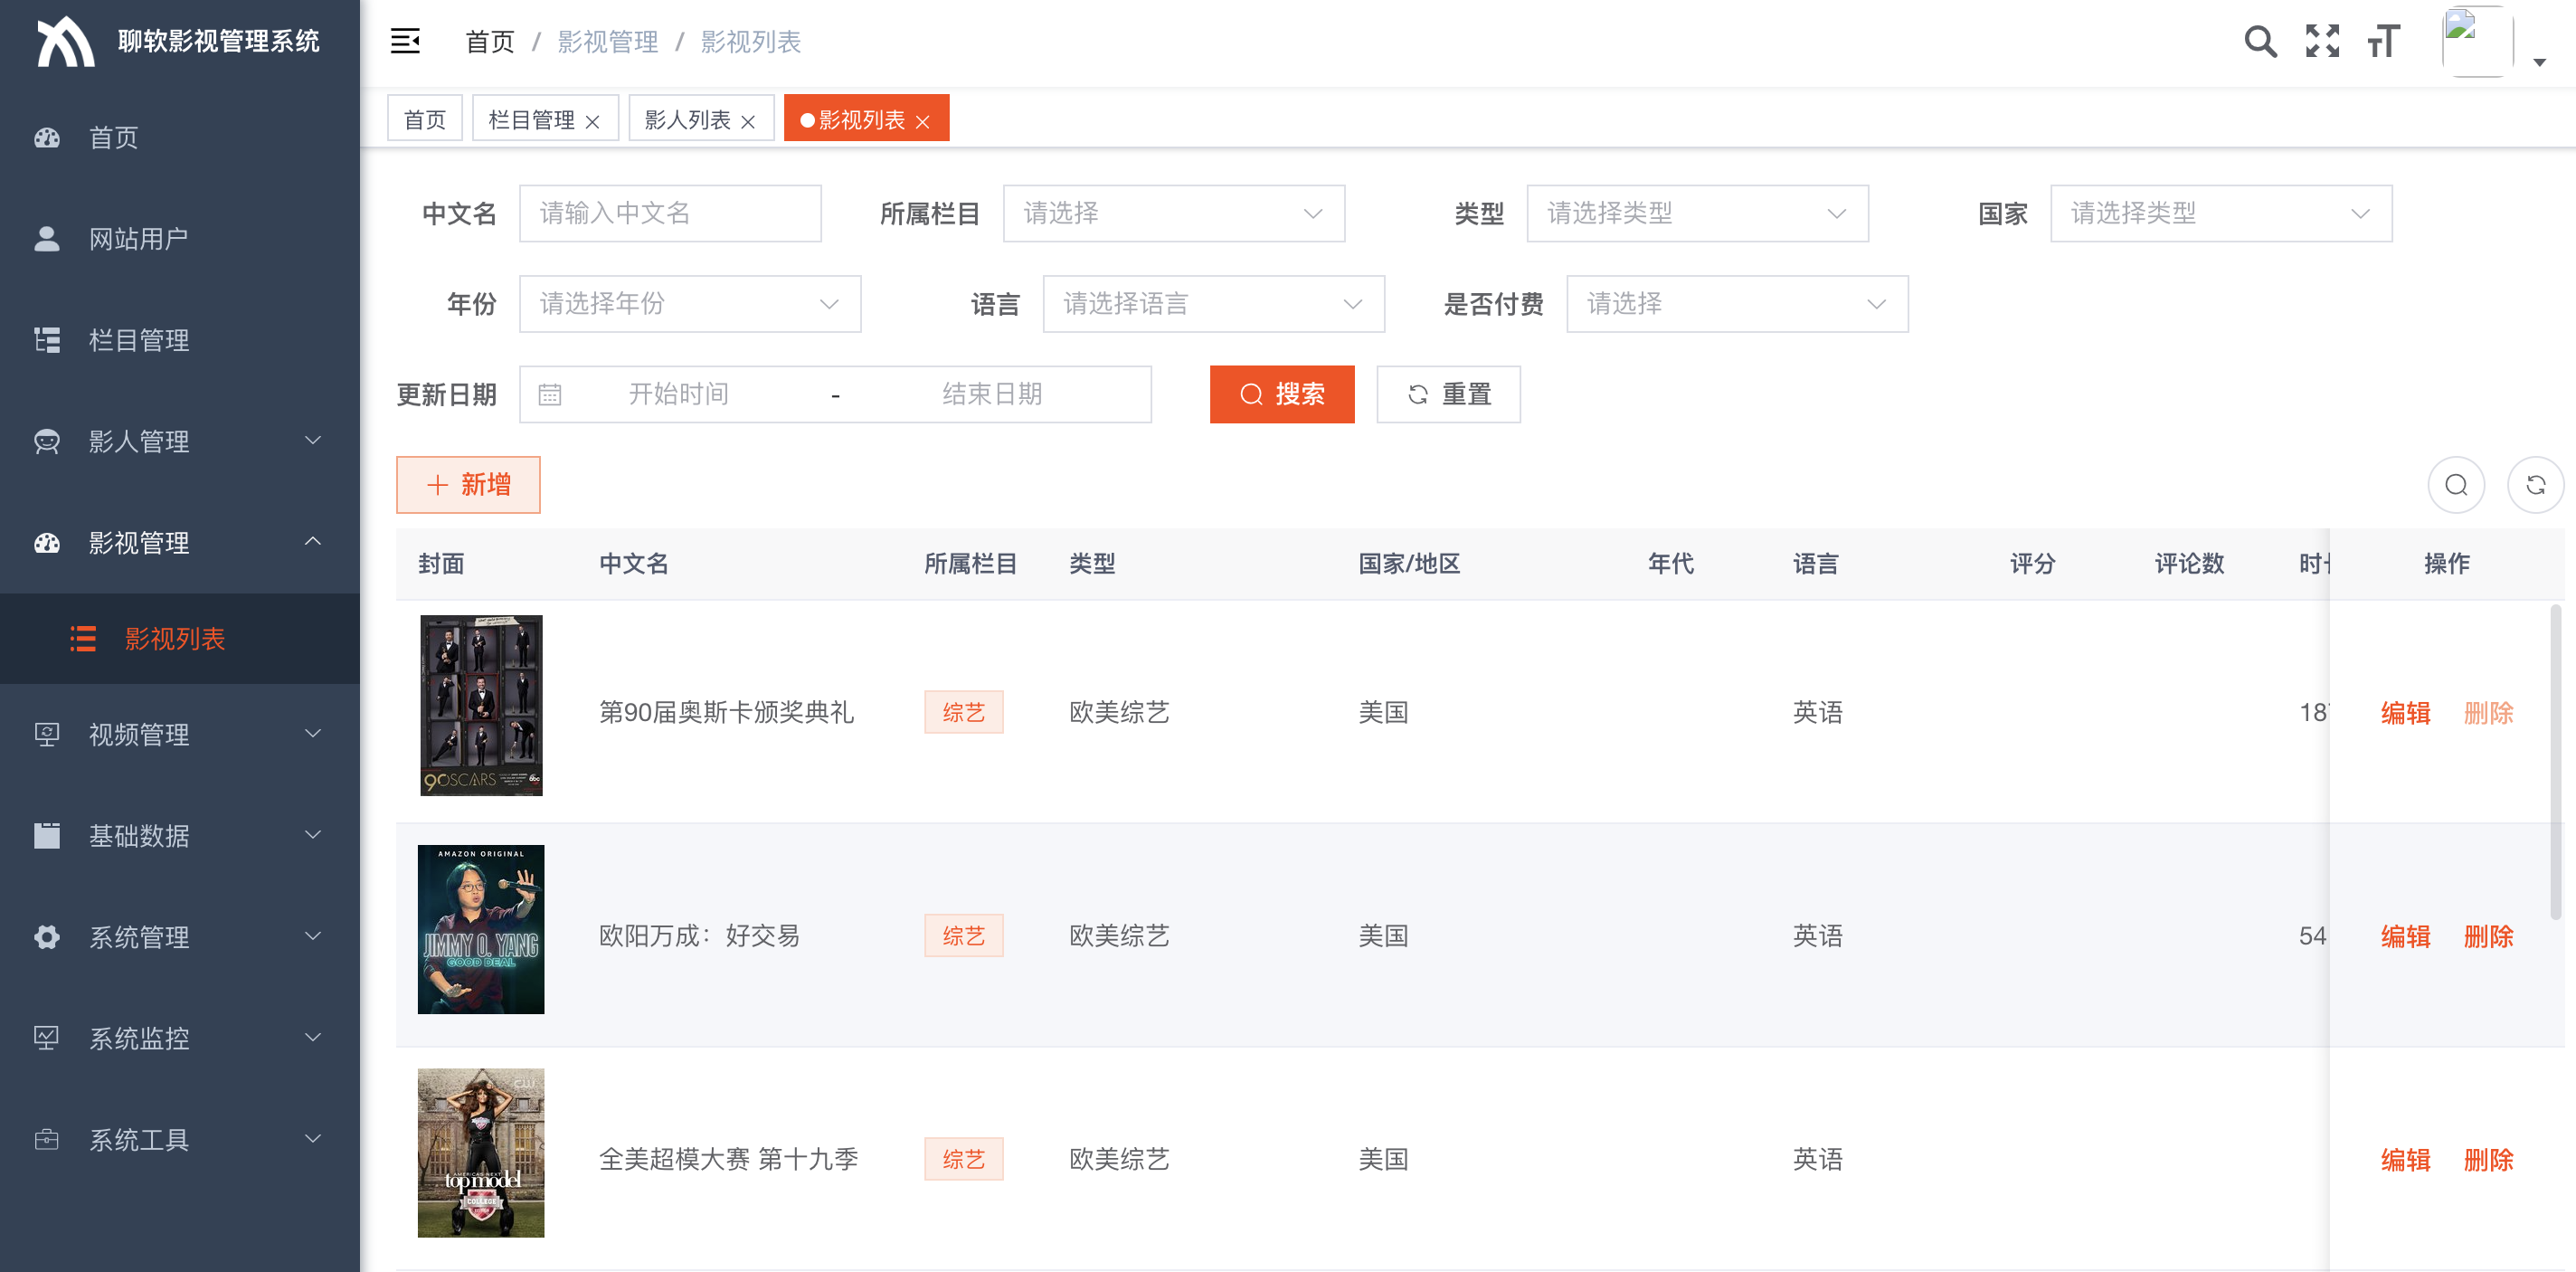 聊软影视管理系统
首页 / 影视管理 / 影视列表
首页
栏目管理
影人列表
影视列表
首页
网站用户
栏目管理
影人管理
影视管理
影视列表
视频管理
基础数据
系统管理
系统监控
系统工具
中文名 请输入中文名 所属栏目 请选择 类型 请选择类型 国家 请选择类型
年份 请选择年份 语言 请选择语言 是否付费 请选择
更新日期 开始时间 - 结束日期 搜索 重置
新增
封面 中文名 所属栏目 类型 国家/地区 年代 语言 评分 评论数 操作
90 OSCARS
abc
第90届奥斯卡颁奖典礼 综艺 欧美综艺 美国 英语 编辑 删除
AMAZON ORIGINAL
JIMMY O. YANG
GOOD DEAL
欧阳万成：好交易 综艺 欧美综艺 美国 英语 54 编辑 删除
CW
AMERICA'S NEXT
top model
COLLEGE
全美超模大赛 第十九季 综艺 欧美综艺 美国 英语 编辑 删除